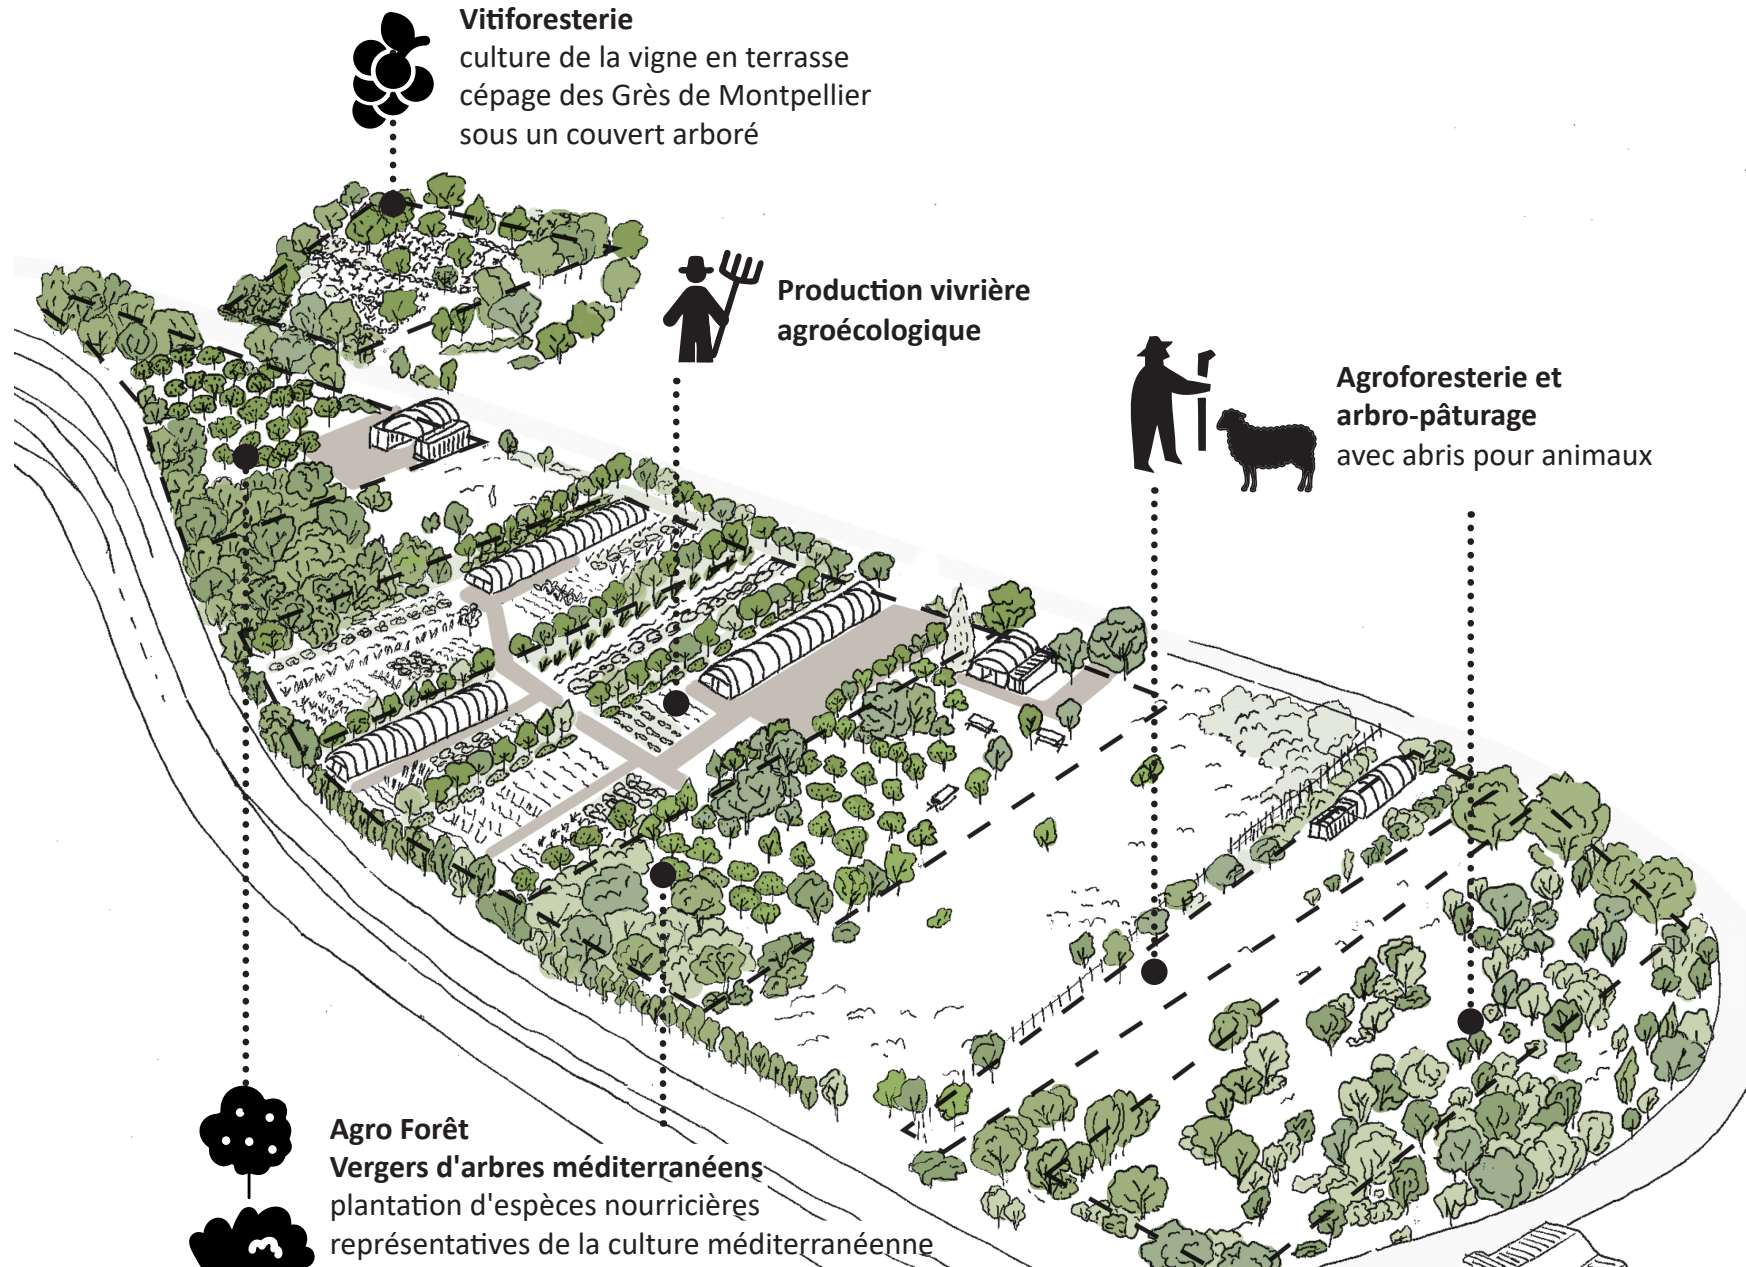 Vitiforesterie
culture de la vigne en terrasse
cépage des Grès de Montpellier
sous un couvert arboré
Production vivrière
agroécologique
Agroforesterie et
arbro-pâturage
avec abris pour animaux
Agro Forêt
Vergers d'arbres méditerranéens
plantation d'espèces nourricières
représentatives de la culture méditerranéenne